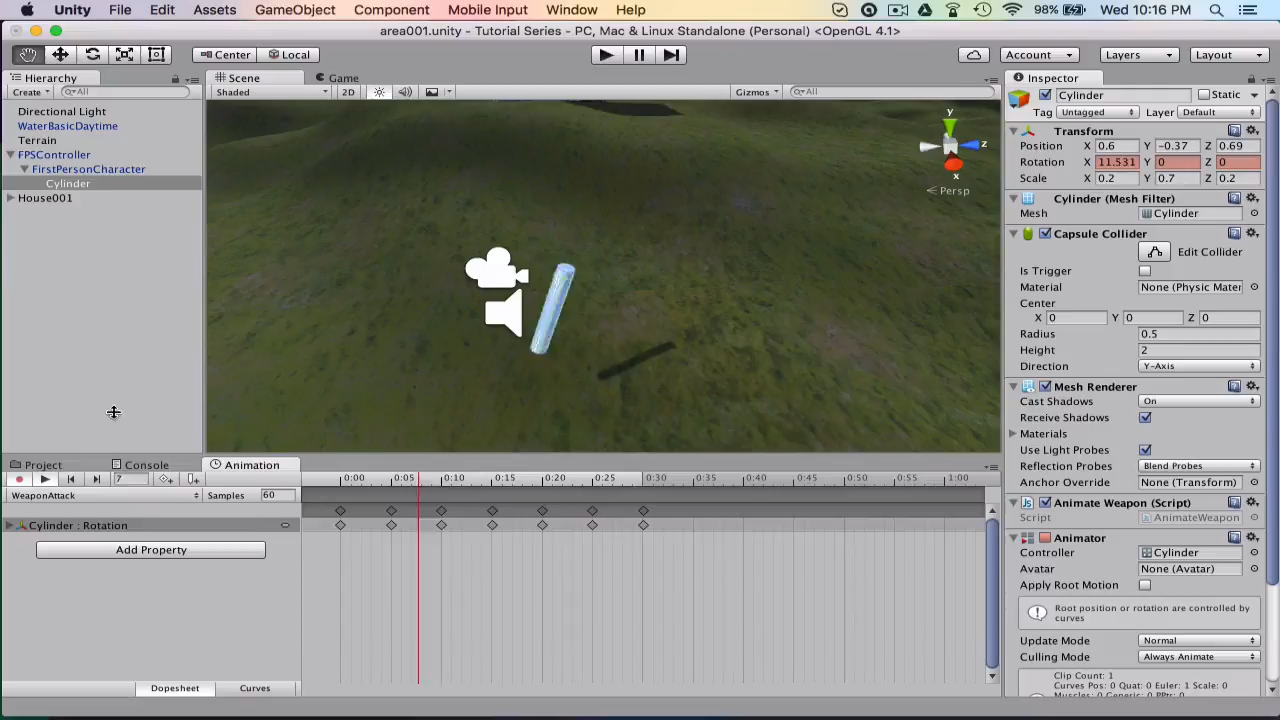 Unity File Edit Assets GameObject Component Mobile Input Window Help 98% Wed 10:16 PM
area001.unity - Tutorial Series - PC, Mac & Linux Standalone (Personal) <OpenGL 4.1>
Center Local Account Layers Layout
Hierarchy Scene Game Inspector
Create All Shaded 2D Gizmos All Cylinder Static
Tag Untagged Layer Default
Directional Light
WaterBasicDaytime
Terrain
FPSController
FirstPersonCharacter
Cylinder
House001
y
z
x
Persp
Transform
Position X 0.6 Y -0.37 Z 0.69
Rotation X 11.531 Y 0 Z 0
Scale X 0.2 Y 0.7 Z 0.2
Cylinder (Mesh Filter)
Mesh Cylinder
Capsule Collider
Edit Collider
Is Trigger
Material None (Physic Mater
Center
X 0 Y 0 Z 0
Radius 0.5
Height 2
Direction Y-Axis
Mesh Renderer
Cast Shadows On
Receive Shadows
Materials
Use Light Probes
Reflection Probes Blend Probes
Anchor Override None (Transform)
Animate Weapon (Script)
Script AnimateWeapon
Animator
Controller Cylinder
Avatar None (Avatar)
Apply Root Motion
Root position or rotation are controlled by
curves
Update Mode Normal
Culling Mode Always Animate
Clip Count: 1
Curves Pos: 0 Quat: 0 Euler: 1 Scale: 0
Project Console Animation
7 0:00 0:05 0:10 0:15 0:20 0:25 0:30 0:35 0:40 0:45 0:50 0:55 1:00
WeaponAttack Samples 60
Cylinder : Rotation
Add Property
Dopesheet Curves